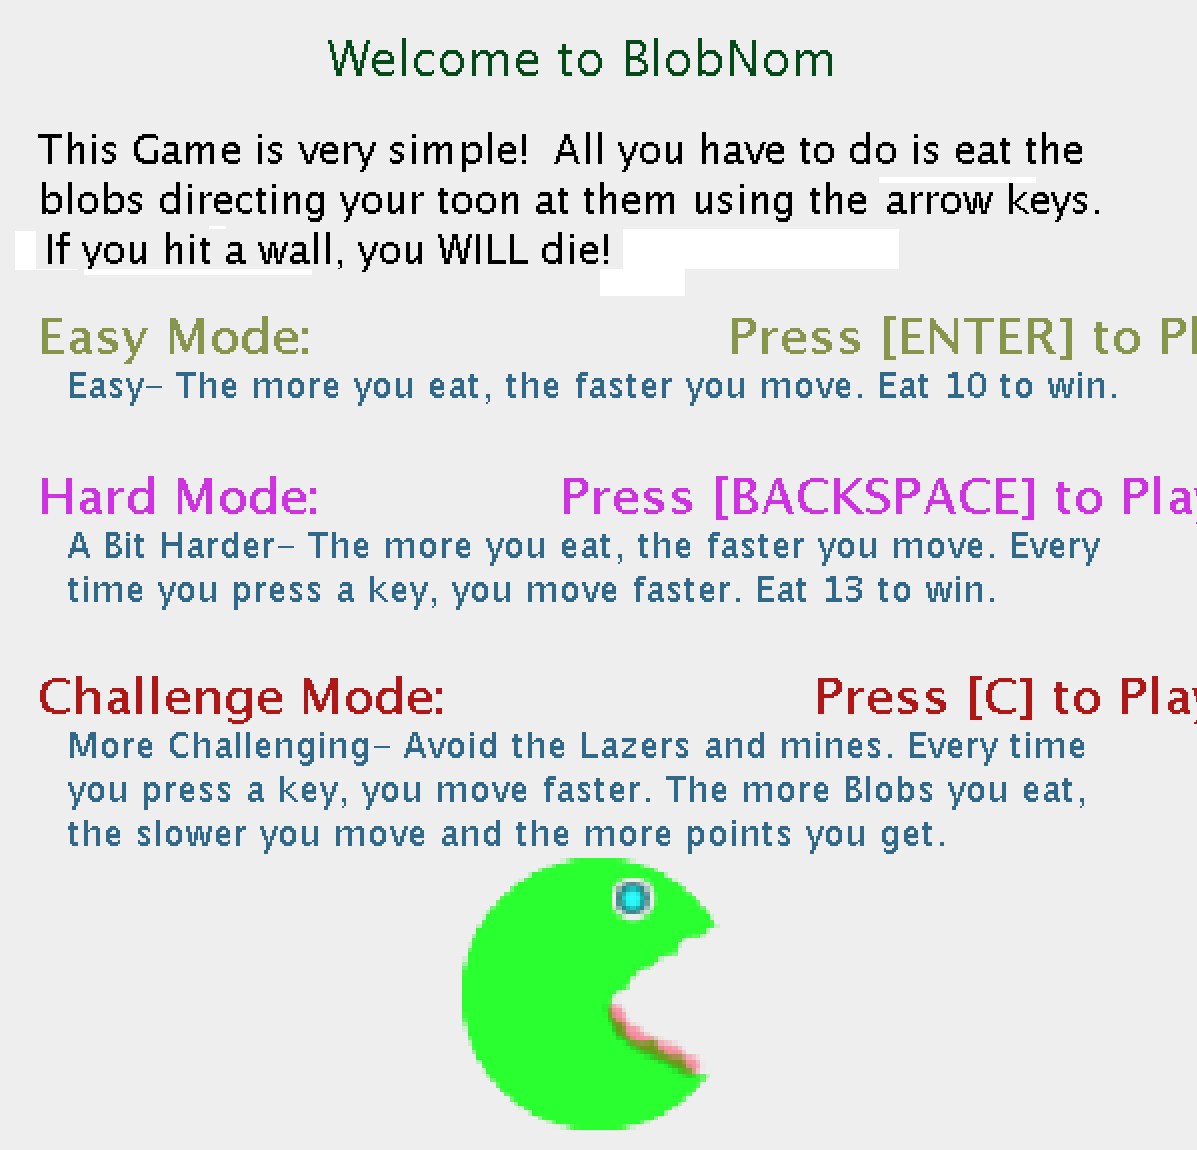 Welcome to BlobNom
This Game is very simple!  All you have to do is eat the
blobs directing your toon at them using the arrow keys.
If you hit a wall, you WILL die!
Easy Mode: Press [ENTER] to Pl
Easy– The more you eat, the faster you move. Eat 10 to win.
Hard Mode: Press [BACKSPACE] to Play
A Bit Harder– The more you eat, the faster you move. Every
time you press a key, you move faster. Eat 13 to win.
Challenge Mode: Press [C] to Play
More Challenging– Avoid the Lazers and mines. Every time
you press a key, you move faster. The more Blobs you eat,
the slower you move and the more points you get.